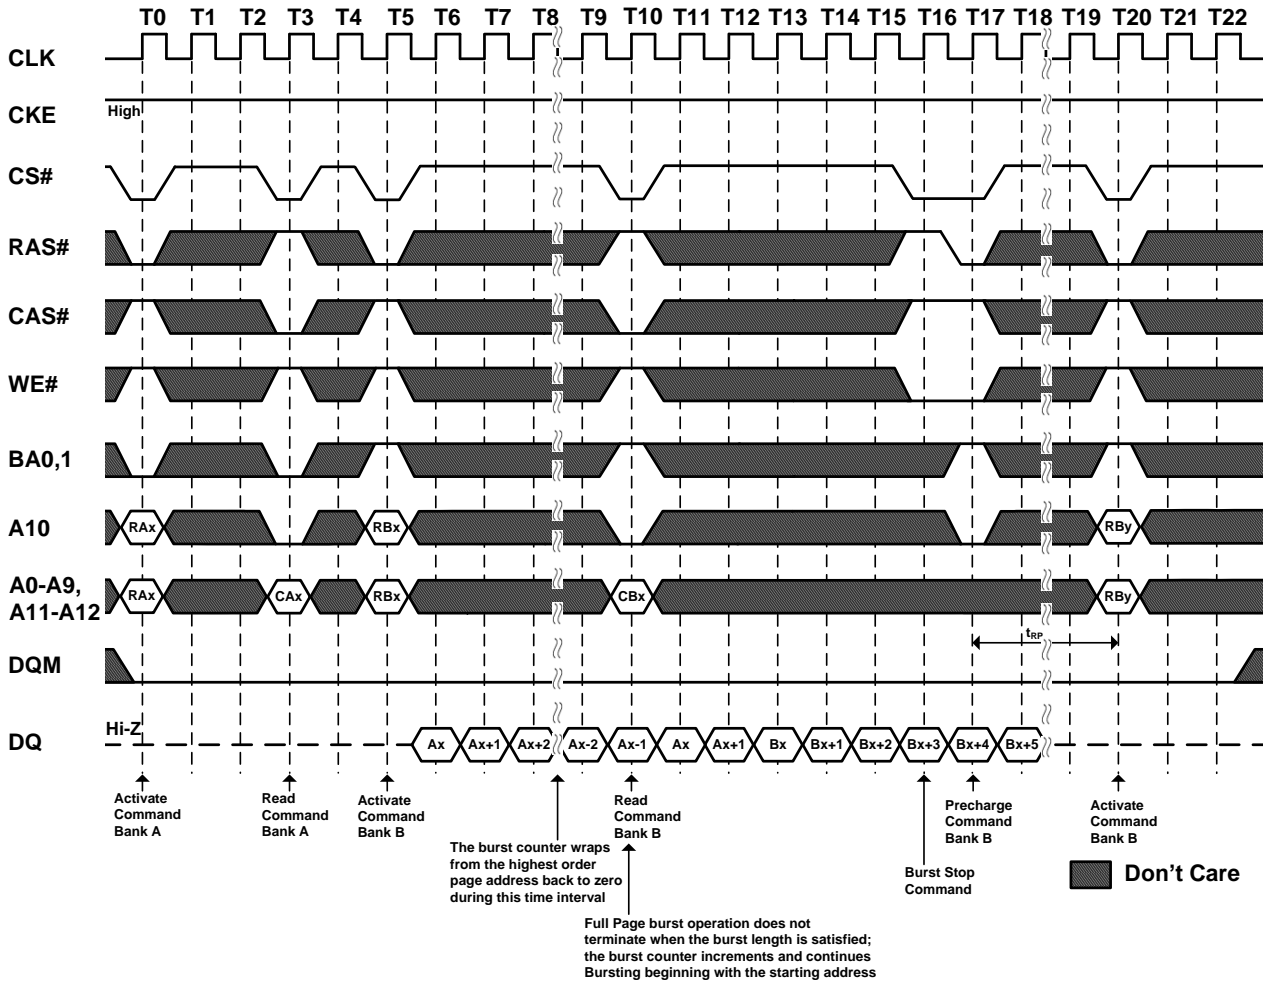 T0 T1 T2 T3 T4 T5 T6 T7 T8 T9 T10 T11 T12 T13 T14 T15 T16 T17 T18 T19 T20 T21 T22
CLK
CKE High
CS#
RAS#
CAS#
WE#
BA0,1
A10 RAx RBx RBy
A0-A9,
A11-A12 RAx CAx RBx CBx RBy
tRP
DQM
DQ Hi-Z Ax Ax+1 Ax+2 Ax-2 Ax-1 Ax Ax+1 Bx Bx+1 Bx+2 Bx+3 Bx+4 Bx+5
Activate
Command
Bank A
Read
Command
Bank A
Activate
Command
Bank B
The burst counter wraps
from the highest order
page address back to zero
during this time interval
Read
Command
Bank B
Full Page burst operation does not
terminate when the burst length is satisfied;
the burst counter increments and continues
Bursting beginning with the starting address
Burst Stop
Command
Precharge
Command
Bank B
Activate
Command
Bank B
Don't Care